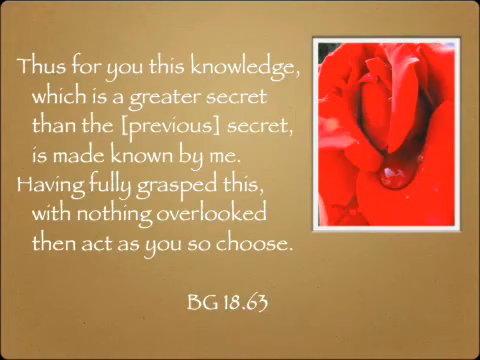 Thus for you this knowledge,
which is a greater secret
than the [previous] secret,
is made known by me.
Having fully grasped this,
with nothing overlooked
then act as you so choose.
BG 18.63